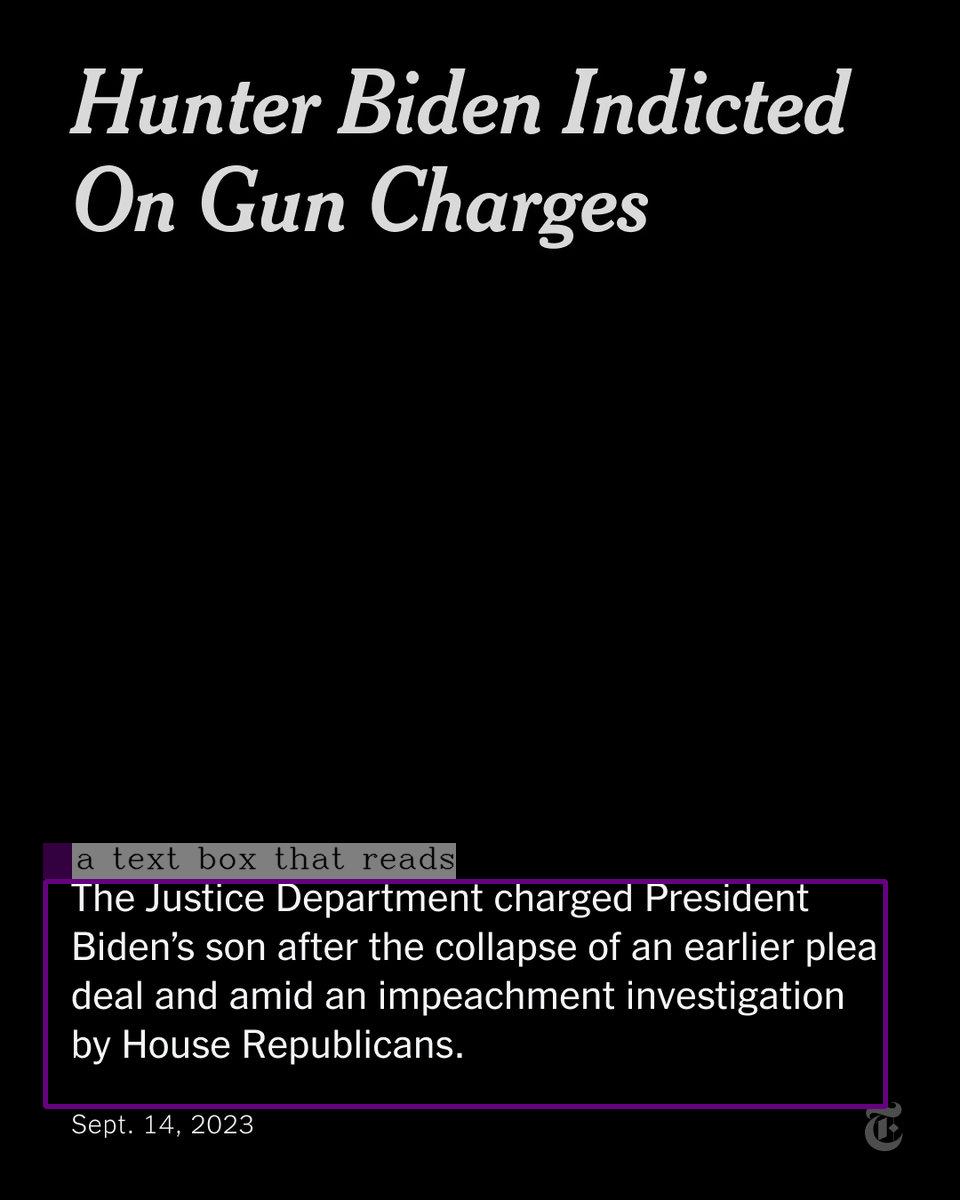 Hunter Biden Indicted
On Gun Charges
a text box that reads
The Justice Department charged President
Biden’s son after the collapse of an earlier plea
deal and amid an impeachment investigation
by House Republicans.
Sept. 14, 2023
T